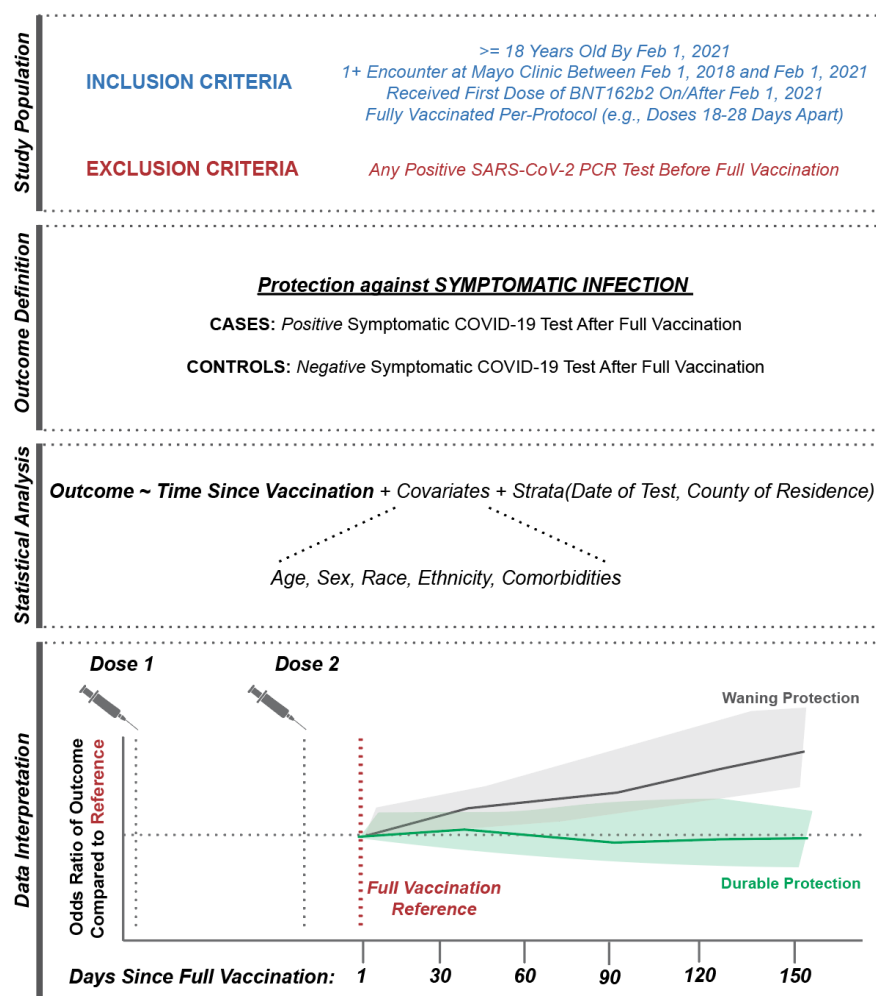 Study Population
INCLUSION CRITERIA
>= 18 Years Old By Feb 1, 2021
1+ Encounter at Mayo Clinic Between Feb 1, 2018 and Feb 1, 2021
Received First Dose of BNT162b2 On/After Feb 1, 2021
Fully Vaccinated Per-Protocol (e.g., Doses 18-28 Days Apart)
EXCLUSION CRITERIA
Any Positive SARS-CoV-2 PCR Test Before Full Vaccination
Outcome Definition
Protection against SYMPTOMATIC INFECTION
CASES: Positive Symptomatic COVID-19 Test After Full Vaccination
CONTROLS: Negative Symptomatic COVID-19 Test After Full Vaccination
Statistical Analysis
Outcome ~ Time Since Vaccination + Covariates + Strata(Date of Test, County of Residence)
Age, Sex, Race, Ethnicity, Comorbidities
Data Interpretation
Dose 1
Dose 2
Waning Protection
Odds Ratio of Outcome
Compared to Reference
Full Vaccination
Reference
Durable Protection
Days Since Full Vaccination: 1 30 60 90 120 150